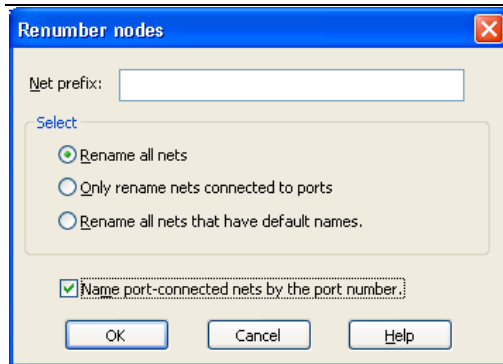 Renumber nodes
Net prefix:
Select
Rename all nets
Only rename nets connected to ports
Rename all nets that have default names.
Name port-connected nets by the port number.
OK Cancel Help